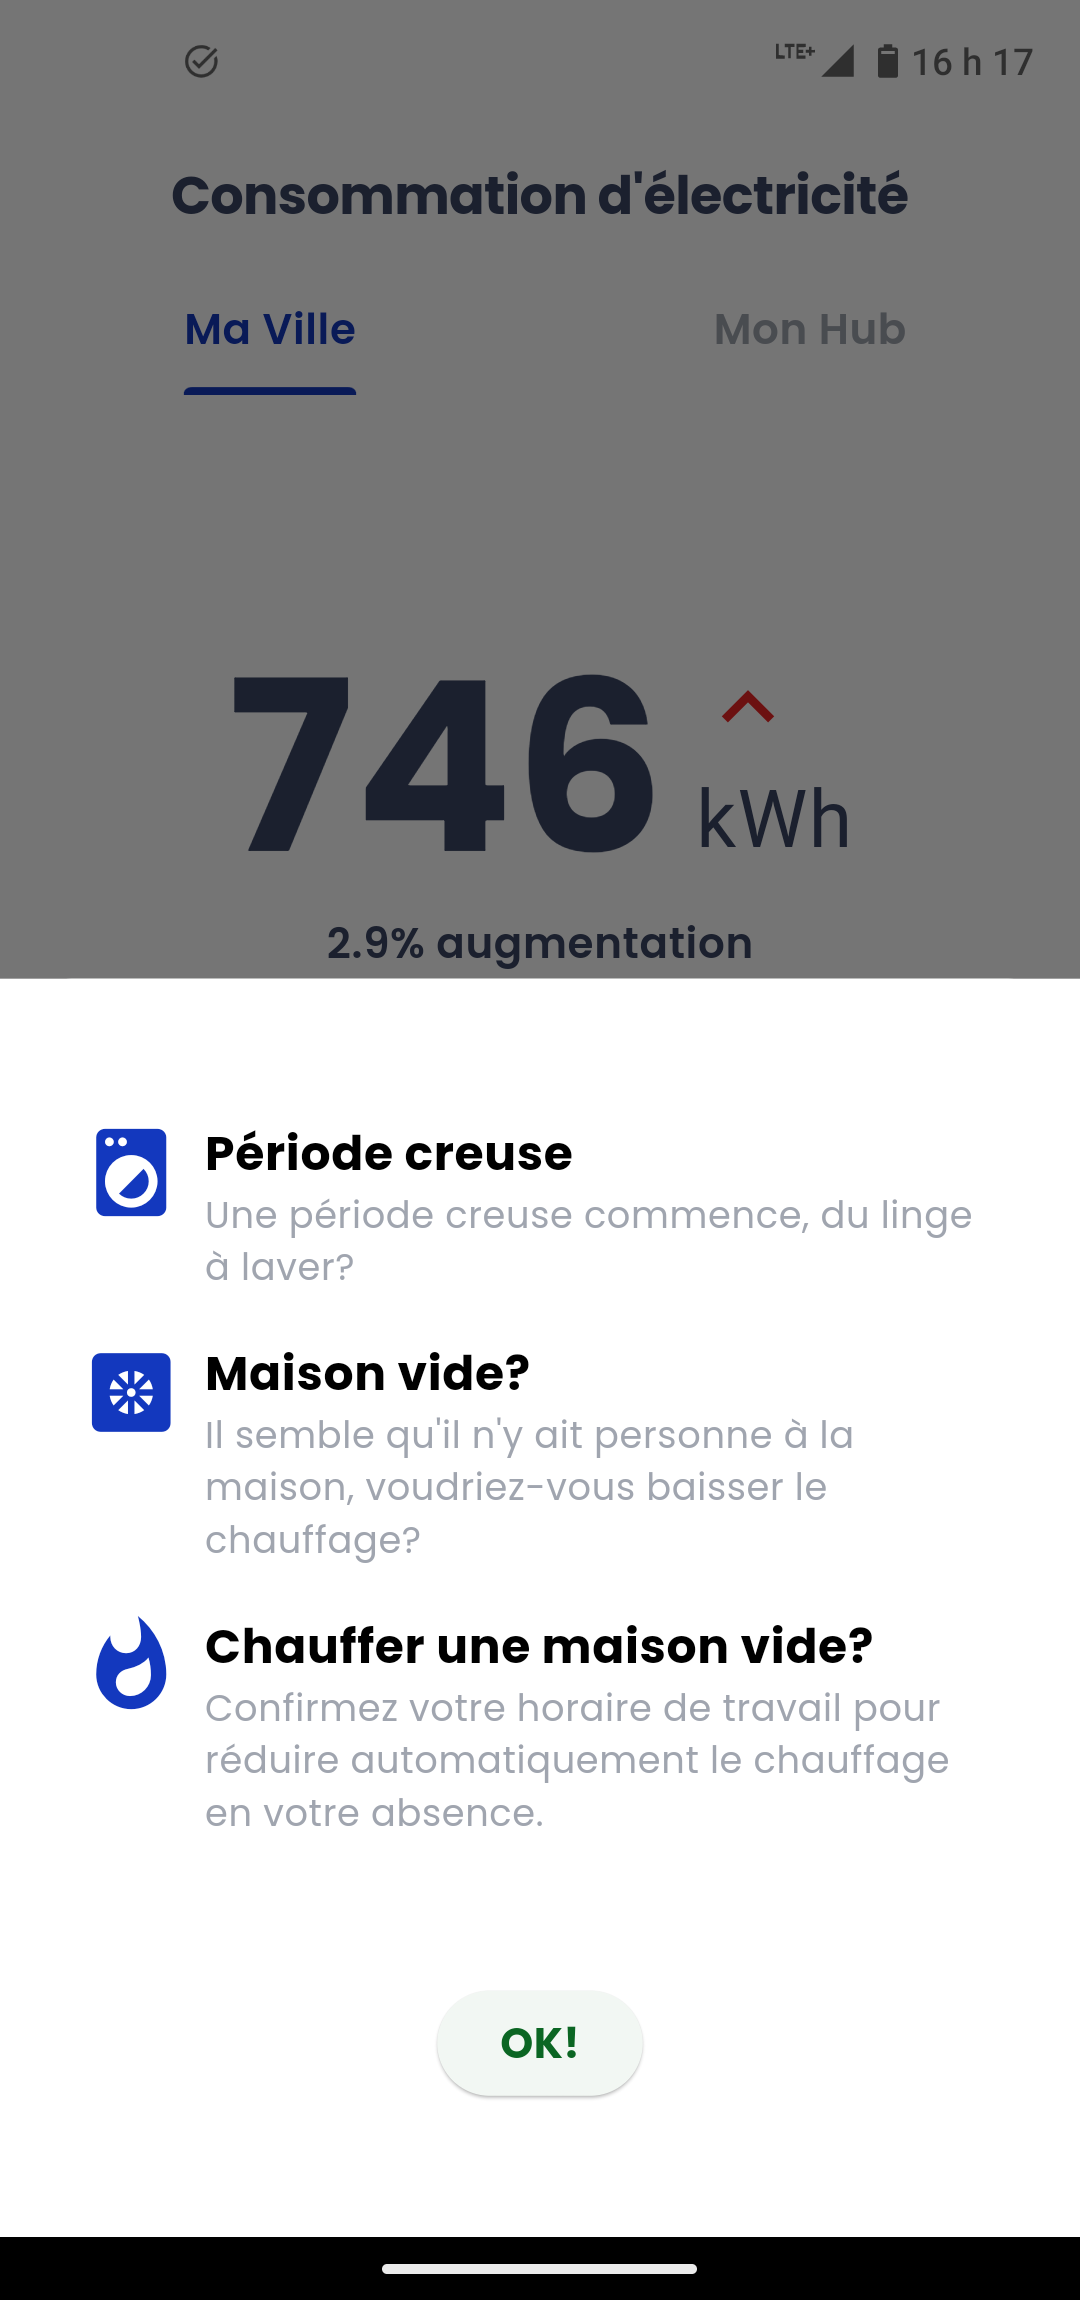 LTE+ 16 h 17
Consommation d'électricité
Ma Ville Mon Hub
746 kWh
2.9% augmentation
Période creuse
Une période creuse commence, du linge
à laver?
Maison vide?
Il semble qu'il n'y ait personne à la
maison, voudriez-vous baisser le
chauffage?
Chauffer une maison vide?
Confirmez votre horaire de travail pour
réduire automatiquement le chauffage
en votre absence.
OK!